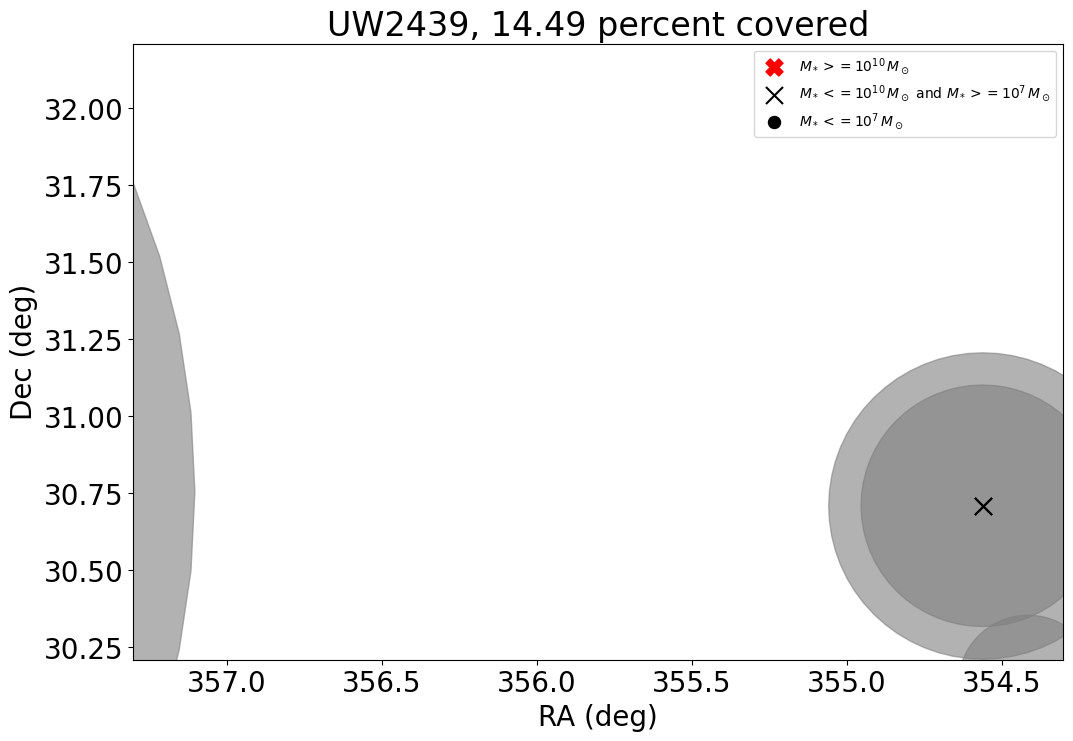 UW2439, 14.49 percent covered
M* >= 10^10 M⊙
M* <= 10^10 M⊙ and M* >= 10^7 M⊙
M* <= 10^7 M⊙
32.00
31.75
31.50
31.25
31.00
30.75
30.50
30.25
Dec (deg)
357.0 356.5 356.0 355.5 355.0 354.5
RA (deg)